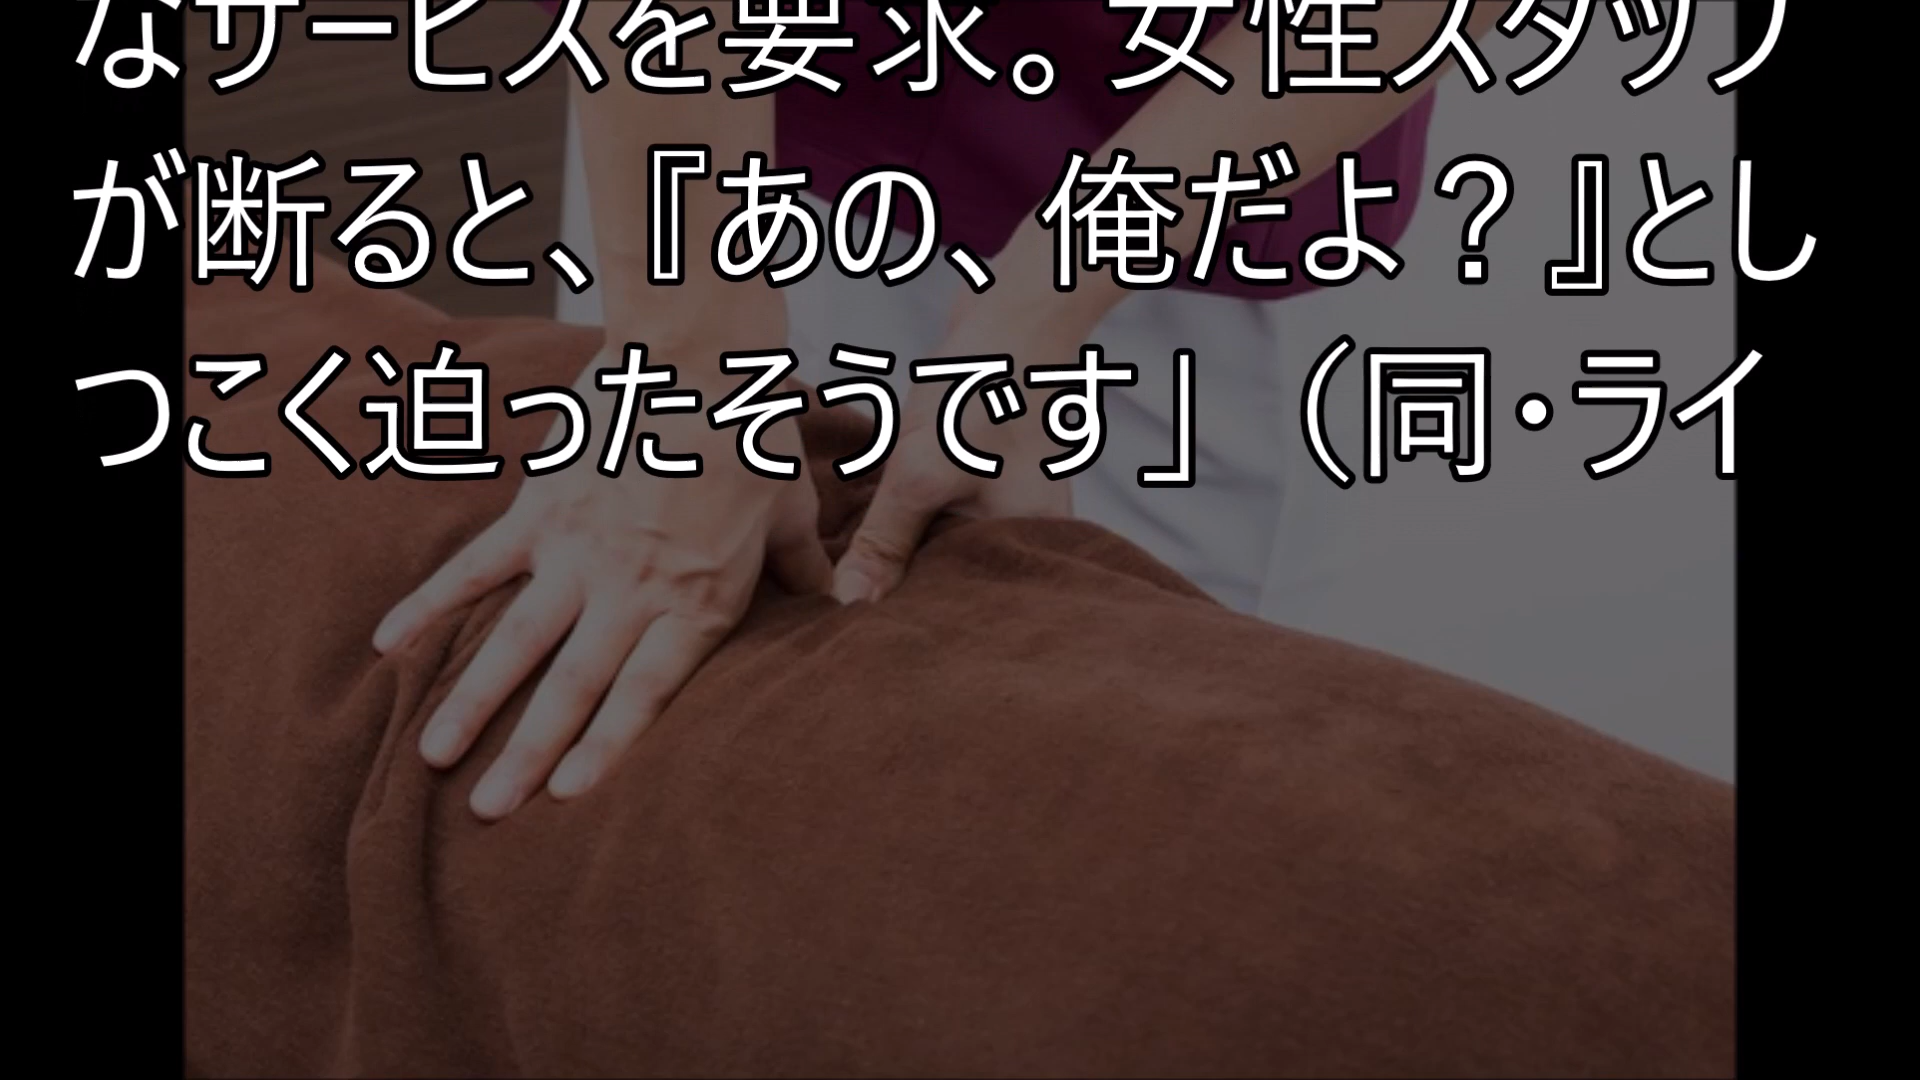 なサービスを要求。女性スタッフ
が断ると、『あの、俺だよ？』とし
つこく迫ったそうです」（同・ライ